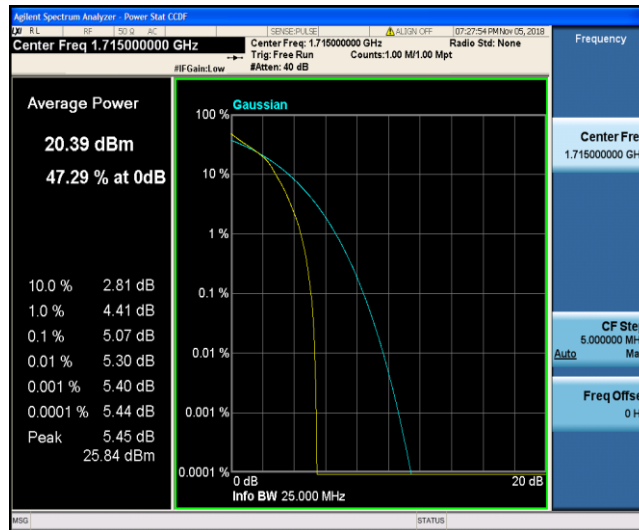 Agilent Spectrum Analyzer - Power Stat CCDF
RL RF 50 Ω AC SENSE:PULSE ALIGN OFF 07:27:54 PM Nov 05, 2018
Center Freq 1.715000000 GHz
Center Freq: 1.715000000 GHz Radio Std: None
Trig: Free Run Counts:1.00 M/1.00 Mpt
#IFGain:Low #Atten: 40 dB
Frequency
Average Power
20.39 dBm
47.29 % at 0dB
10.0 % 2.81 dB
1.0 % 4.41 dB
0.1 % 5.07 dB
0.01 % 5.30 dB
0.001 % 5.40 dB
0.0001 % 5.44 dB
Peak 5.45 dB
25.84 dBm
Gaussian
100 %
10 %
1 %
0.1 %
0.01 %
0.001 %
0.0001 %
0 dB 20 dB
Info BW 25.000 MHz
Center Fre
1.715000000 GH
CF Ste
5.000000 MH
Auto Ma
Freq Offse
0 H
MSG STATUS